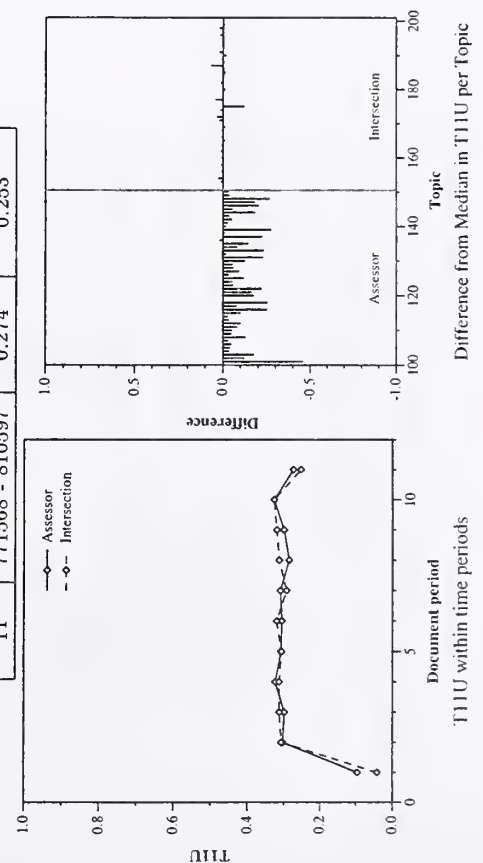 11 771568 - 810597 0.274 0.253
T11U
1.0
0.8
0.6
0.4
0.2
0.0
0 5 10
Assessor
Intersection
Document period
T11U within time periods
Difference
1.0
0.5
0.0
-0.5
-1.0
100 120 140 160 180 200
Assessor
Intersection
Topic
Difference from Median in T11U per Topic